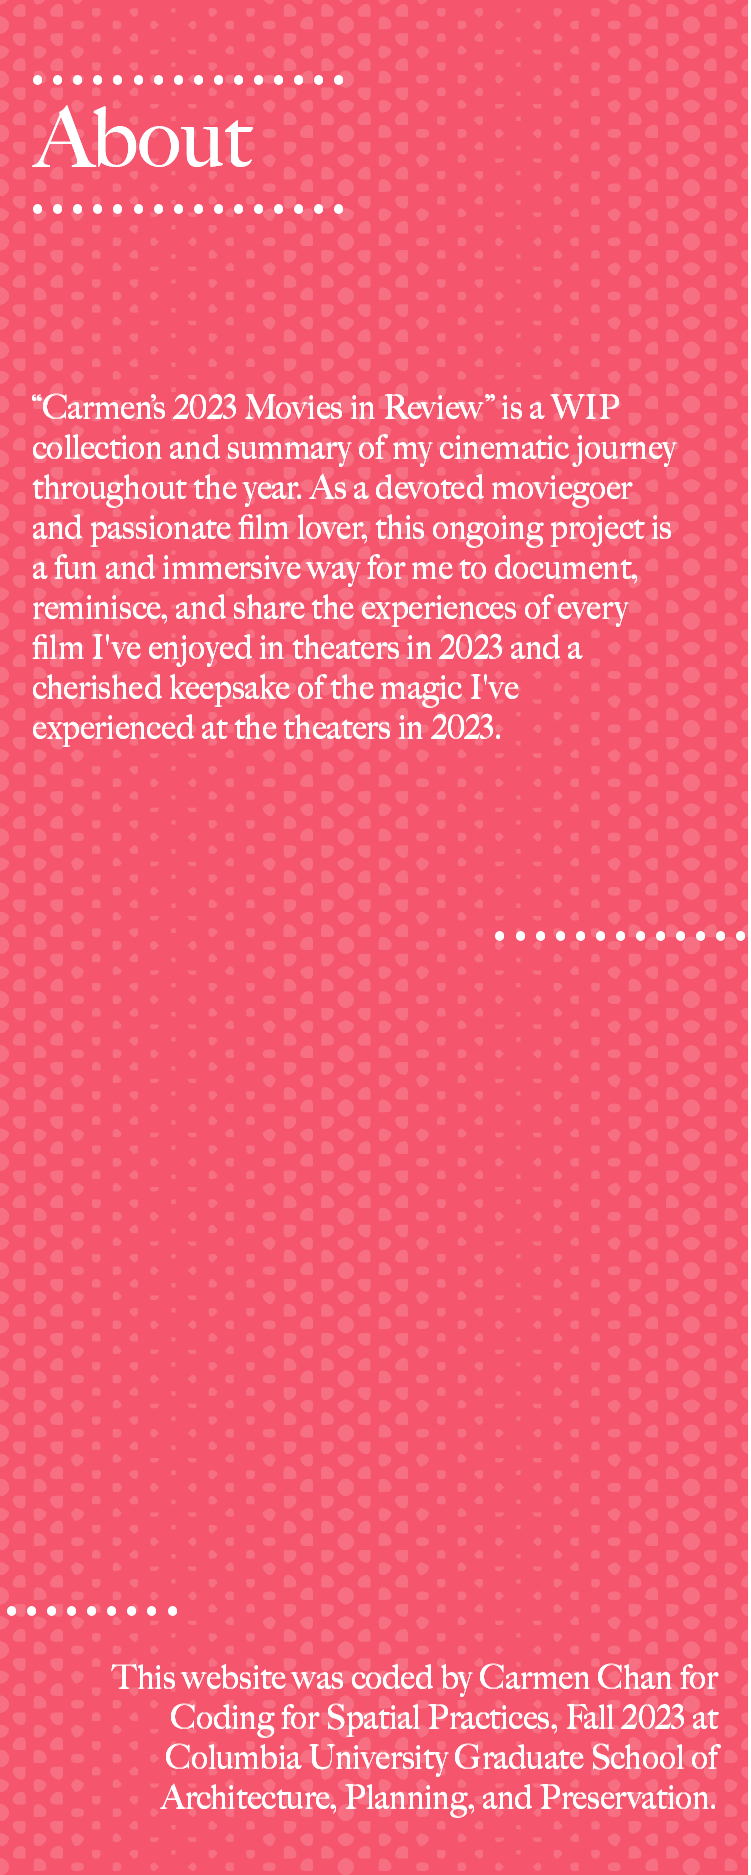 About
“Carmen’s 2023 Movies in Review” is a WIP
collection and summary of my cinematic journey
throughout the year. As a devoted moviegoer
and passionate film lover, this ongoing project is
a fun and immersive way for me to document,
reminisce, and share the experiences of every
film I've enjoyed in theaters in 2023 and a
cherished keepsake of the magic I've
experienced at the theaters in 2023.
This website was coded by Carmen Chan for
Coding for Spatial Practices, Fall 2023 at
Columbia University Graduate School of
Architecture, Planning, and Preservation.